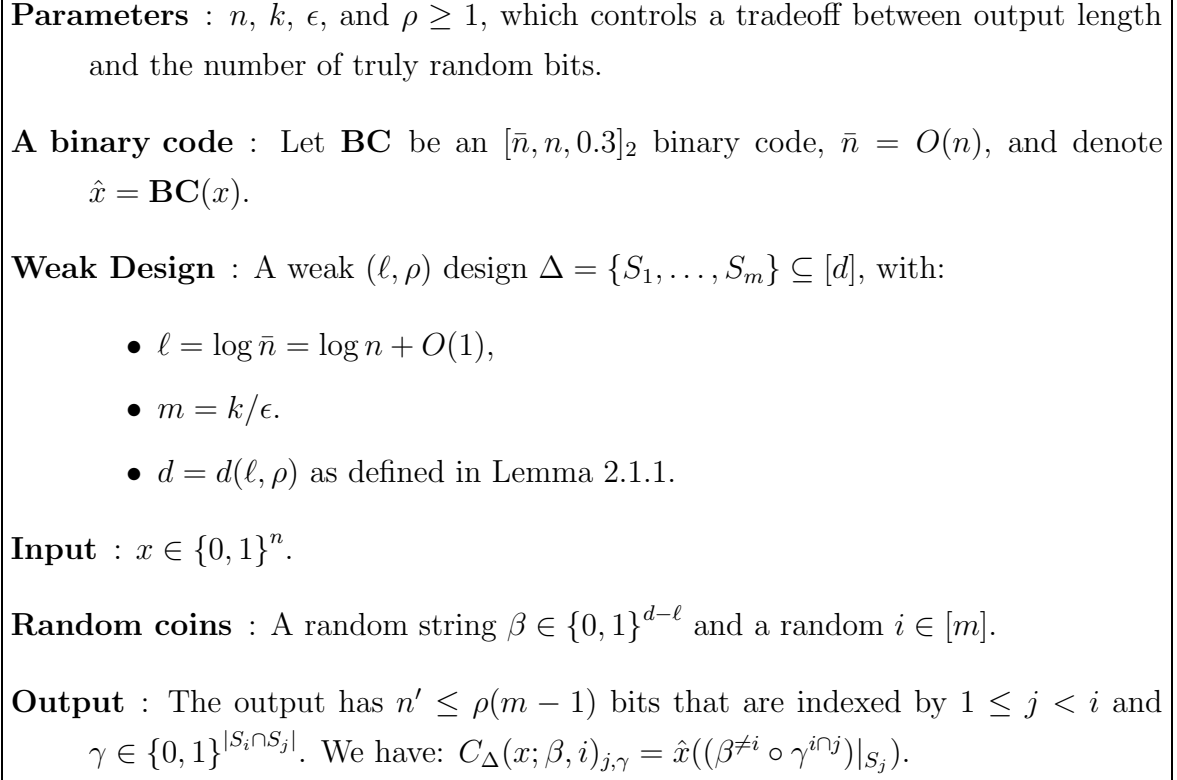 Parameters : n, k, ϵ, and ρ ≥ 1, which controls a tradeoff between output length
and the number of truly random bits.
A binary code : Let BC be an [n̄, n, 0.3]₂ binary code, n̄ = O(n), and denote
x̂ = BC(x).
Weak Design : A weak (ℓ, ρ) design Δ = {S₁, . . . , Sₘ} ⊆ [d], with:
• ℓ = log n̄ = log n + O(1),
• m = k/ϵ.
• d = d(ℓ, ρ) as defined in Lemma 2.1.1.
Input : x ∈ {0, 1}ⁿ.
Random coins : A random string β ∈ {0, 1}^{d−ℓ} and a random i ∈ [m].
Output : The output has n′ ≤ ρ(m − 1) bits that are indexed by 1 ≤ j < i and
γ ∈ {0, 1}^{|S_i∩S_j|}. We have: C_Δ(x; β, i)_{j,γ} = x̂((β^{≠i} ∘ γ^{i∩j})|_{S_j}).